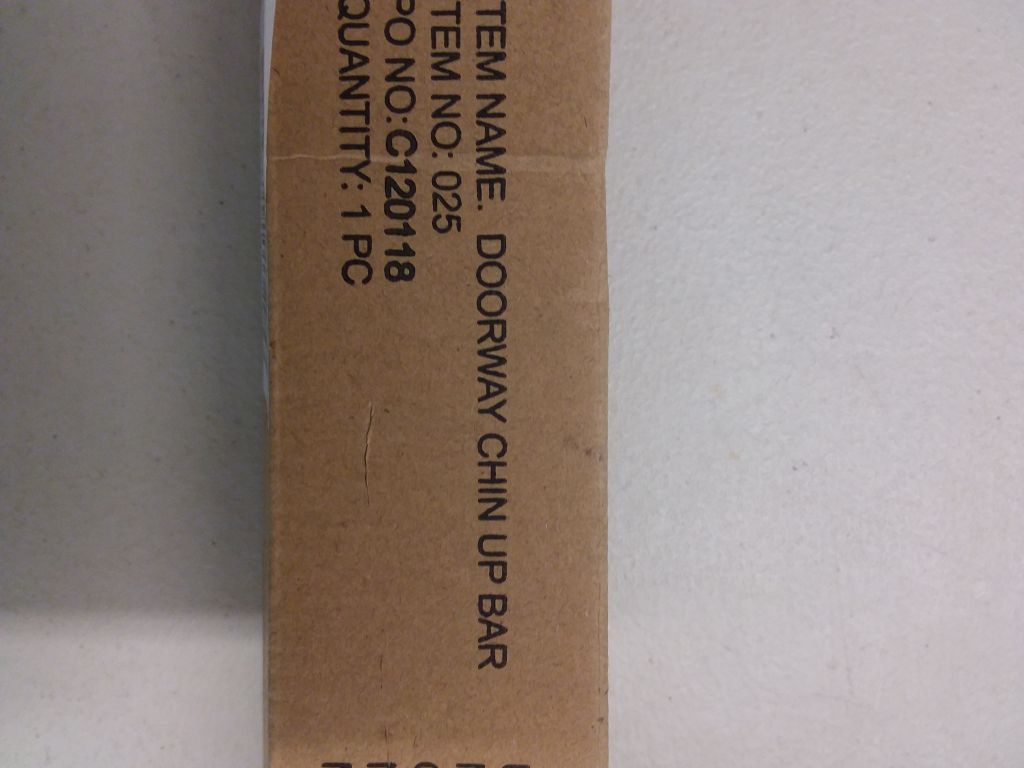 TEM NAME. DOORWAY CHIN UP BAR
TEM NO: 025
PO NO:C120118
QUANTITY: 1 PC